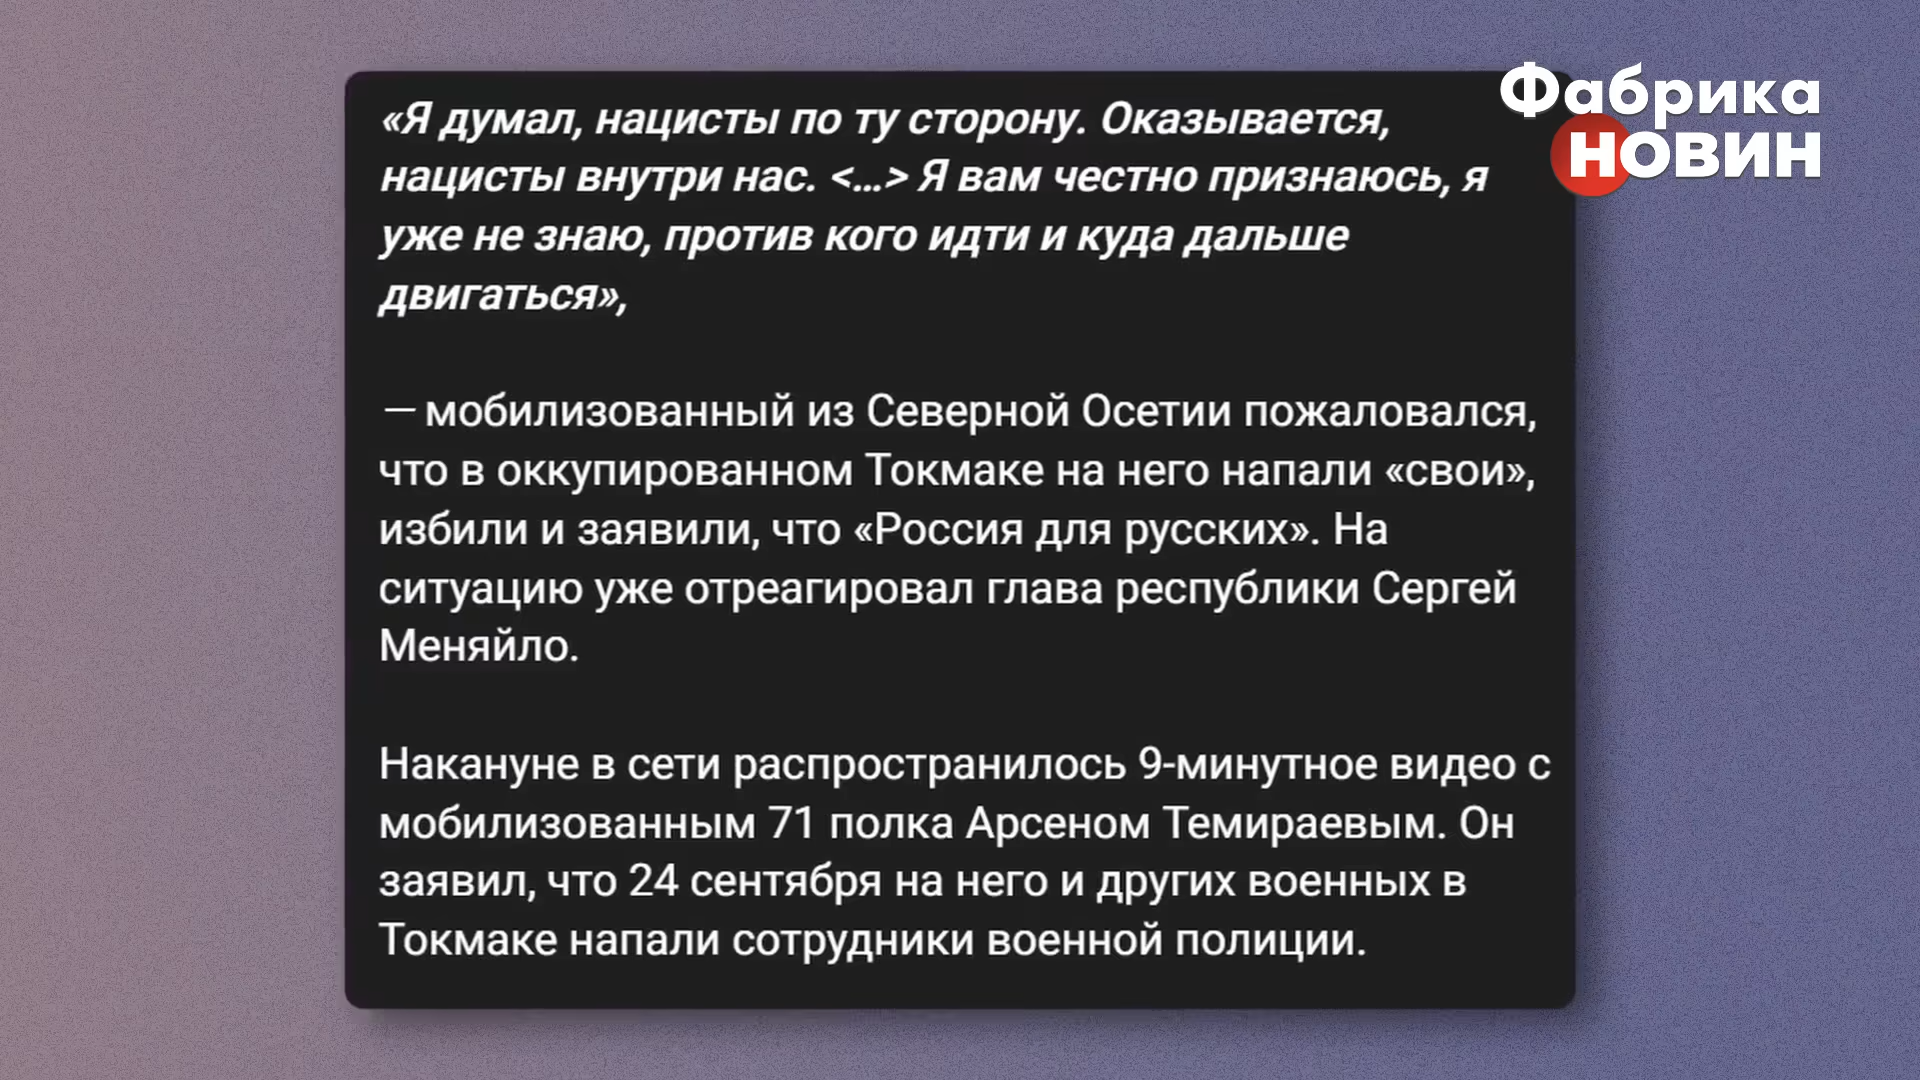 Фабрика
новин
«Я думал, нацисты по ту сторону. Оказывается,
нацисты внутри нас. <...> Я вам честно признаюсь, я
уже не знаю, против кого идти и куда дальше
двигаться»,
— мобилизованный из Северной Осетии пожаловался,
что в оккупированном Токмаке на него напали «свои»,
избили и заявили, что «Россия для русских». На
ситуацию уже отреагировал глава республики Сергей
Меняйло.
Накануне в сети распространилось 9-минутное видео с
мобилизованным 71 полка Арсеном Темираевым. Он
заявил, что 24 сентября на него и других военных в
Токмаке напали сотрудники военной полиции.